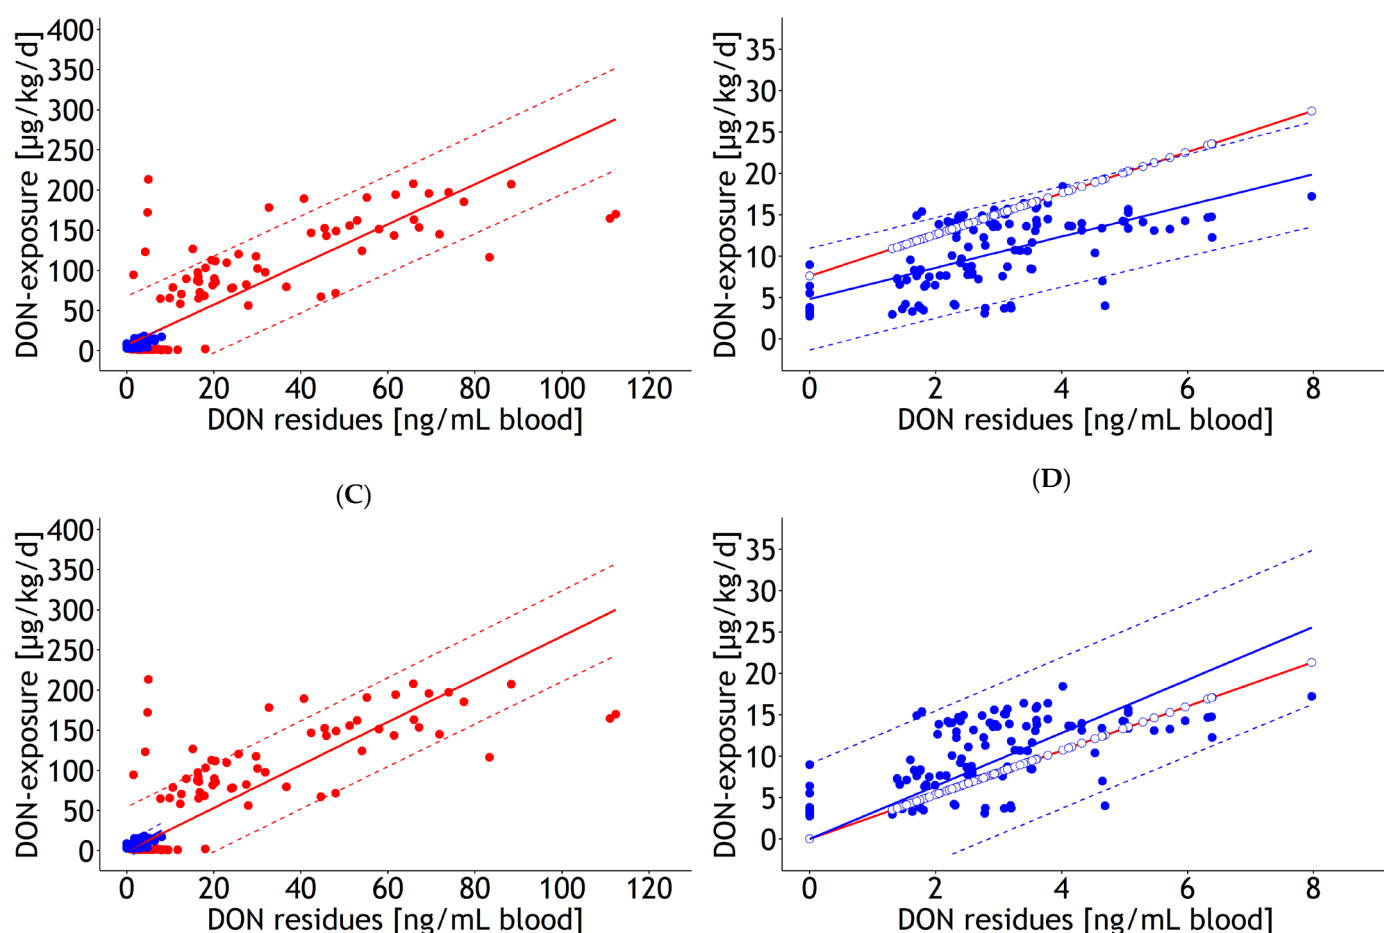 400
350
300
250
200
150
100
50
0
DON-exposure [µg/kg/d]
0 20 40 60 80 100 120
DON residues [ng/mL blood]
35
30
25
20
15
10
5
0
DON-exposure [µg/kg/d]
0 2 4 6 8
DON residues [ng/mL blood]
(C)
(D)
400
350
300
250
200
150
100
50
0
DON-exposure [µg/kg/d]
0 20 40 60 80 100 120
DON residues [ng/mL blood]
35
30
25
20
15
10
5
0
DON-exposure [µg/kg/d]
0 2 4 6 8
DON residues [ng/mL blood]